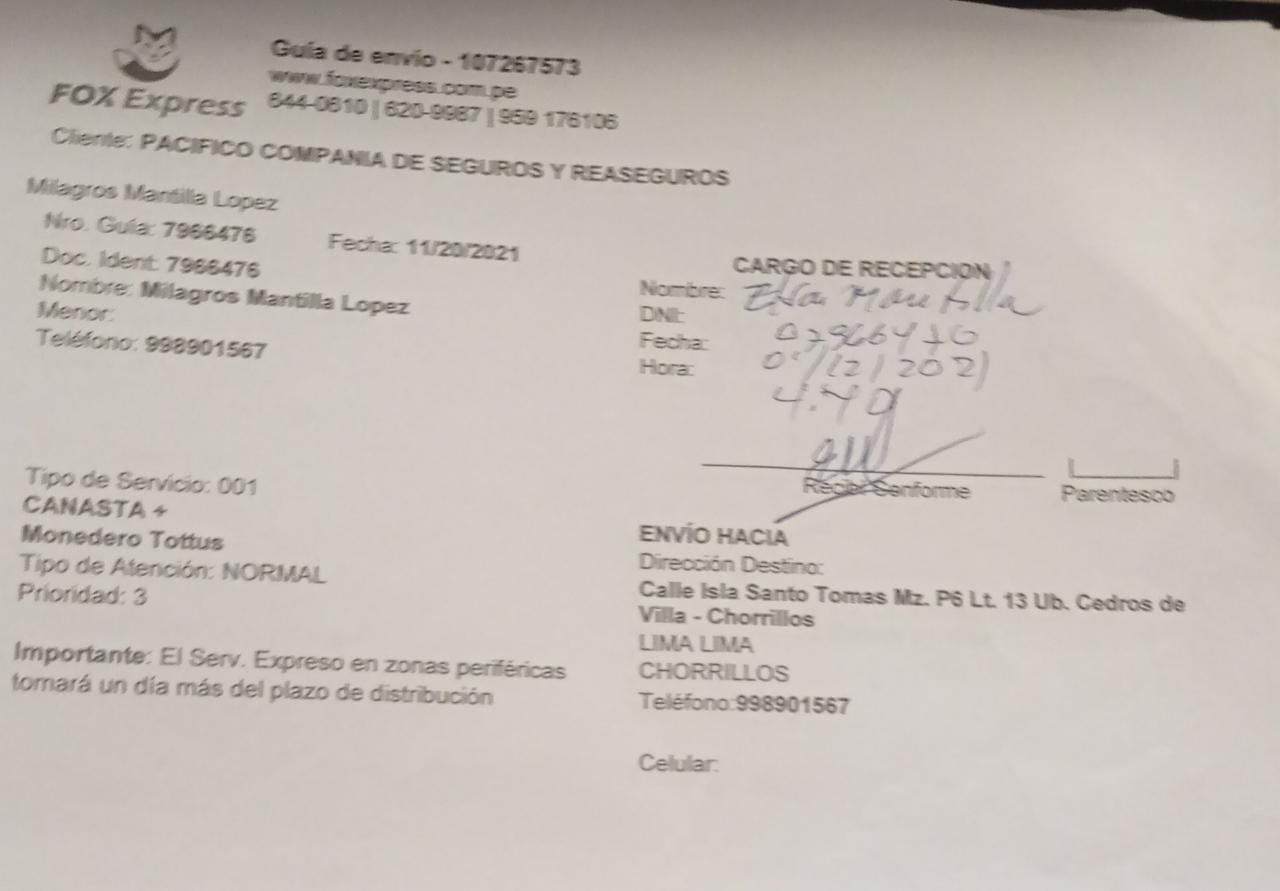 FOX Express
Guía de envío - 107267573
www.foxexpress.com.pe
644-0610 | 620-9987 | 959 176106
Cliente: PACIFICO COMPANIA DE SEGUROS Y REASEGUROS
Milagros Mantilla Lopez
Nro. Guía: 7966476 Fecha: 11/20/2021
Doc. Ident: 7966476
Nombre: Milagros Mantilla Lopez
Menor:
Teléfono: 998901567
CARGO DE RECEPCION
Nombre: Mantilla
DNI:
Fecha:
Hora:
Recibí Conforme
Parentesco
Tipo de Servicio: 001
CANASTA +
Monedero Tottus
Tipo de Atención: NORMAL
Prioridad: 3
Importante: El Serv. Expreso en zonas periféricas
tomará un día más del plazo de distribución
ENVÍO HACIA
Dirección Destino:
Calle Isla Santo Tomas Mz. P6 Lt. 13 Ub. Cedros de
Villa - Chorrillos
LIMA LIMA
CHORRILLOS
Teléfono:998901567
Celular: